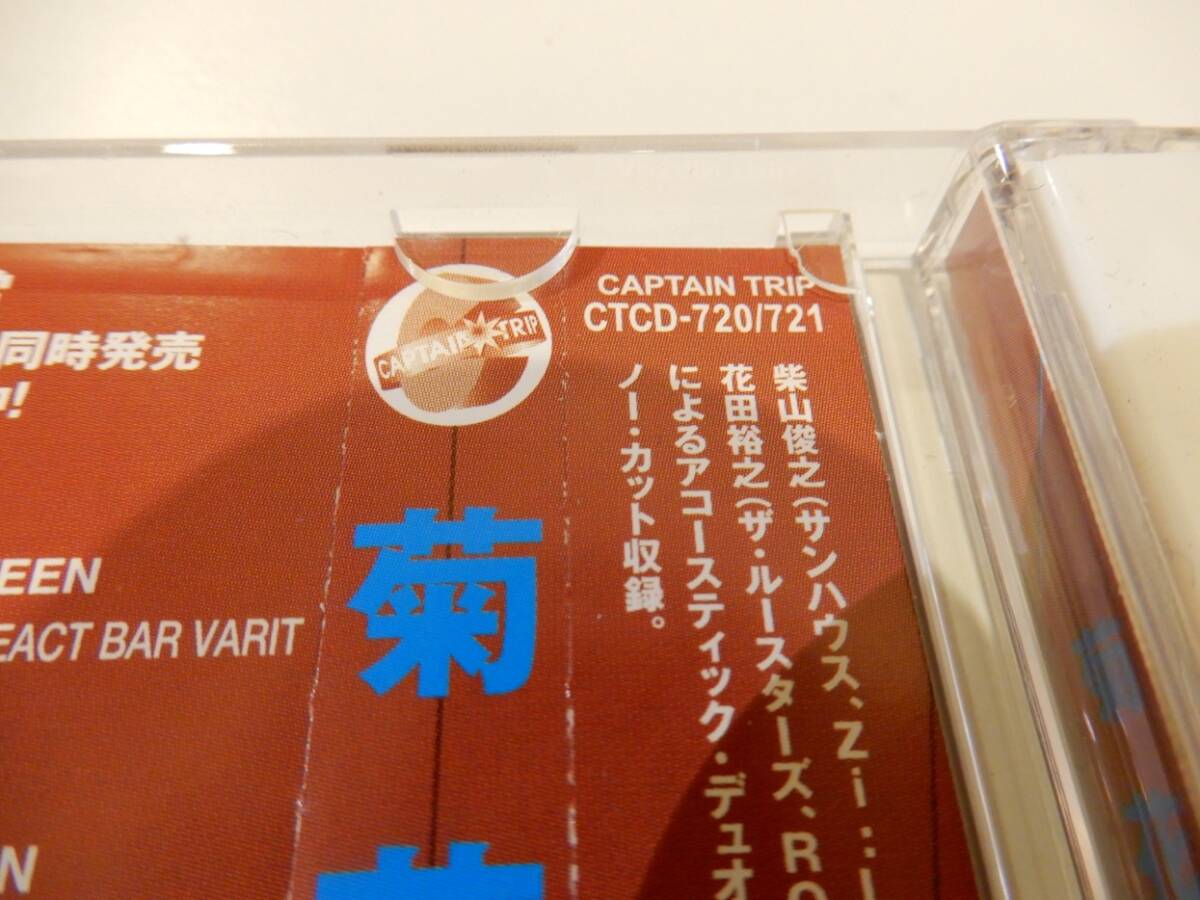 同時発売
!
EEN
EACT BAR VARIT
N
CAPTAIN TRIP
菊
CAPTAIN TRIP
CTCD-720/721
柴山俊之(サンハウス、Zi:L
花田裕之(ザ・ルースターズ、RO
によるアコースティック・デュオ
ノー・カット収録。